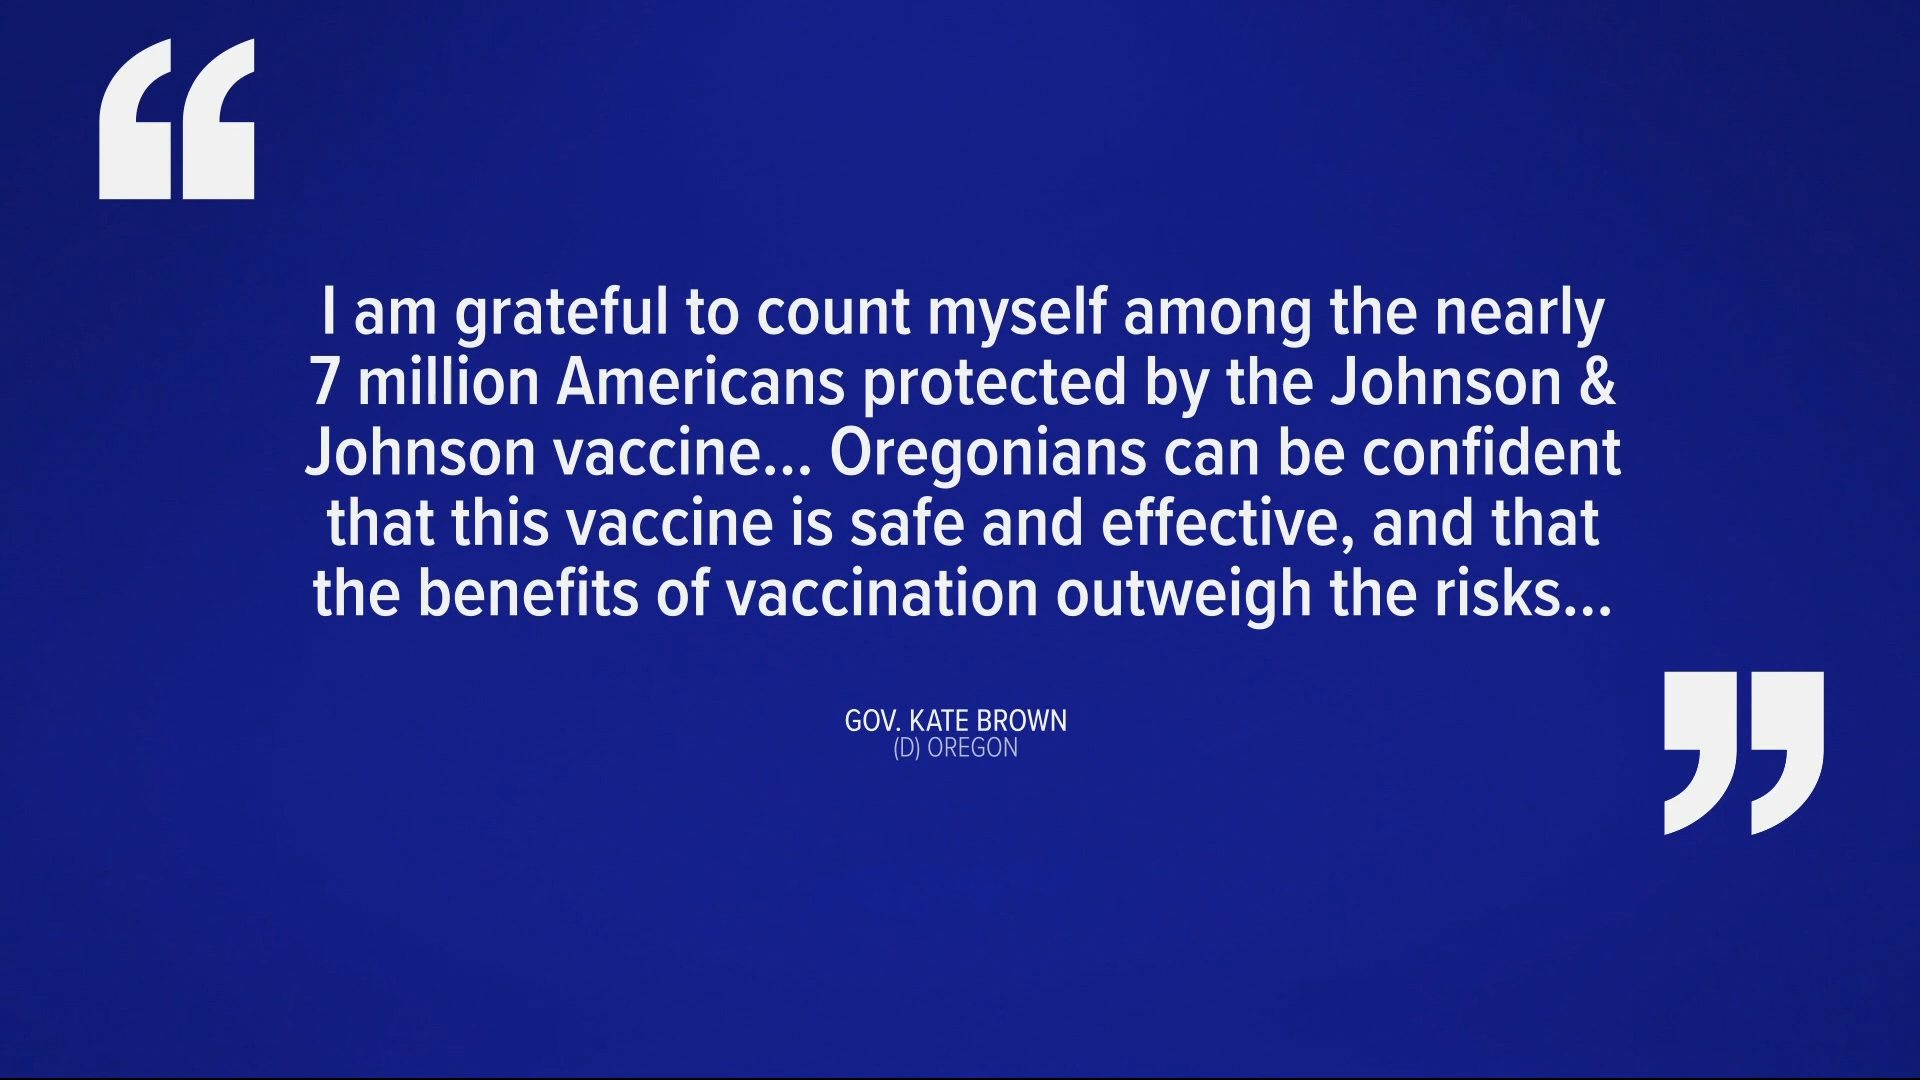 “
I am grateful to count myself among the nearly
7 million Americans protected by the Johnson &
Johnson vaccine... Oregonians can be confident
that this vaccine is safe and effective, and that
the benefits of vaccination outweigh the risks...
”
GOV. KATE BROWN
(D) OREGON